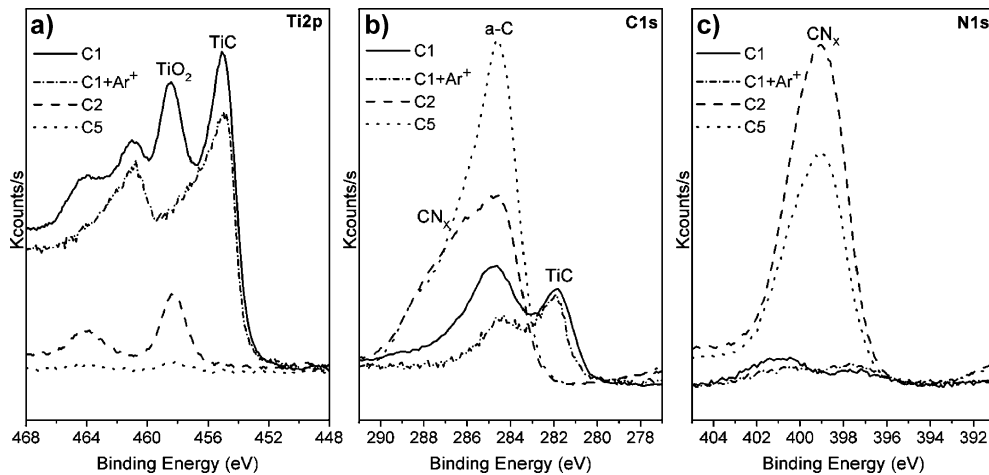 a) Ti2p
C1
C1+Ar⁺
C2
C5
TiO₂
TiC
Kcounts/s
468 464 460 456 452 448
Binding Energy (eV)
b) C1s
a-C
C1
C1+Ar⁺
C2
C5
CNₓ
TiC
Kcounts/s
290 288 286 284 282 280 278
Binding Energy (eV)
c) N1s
CNₓ
C1
C1+Ar⁺
C2
C5
Kcounts/s
404 402 400 398 396 394 392
Binding Energy (eV)